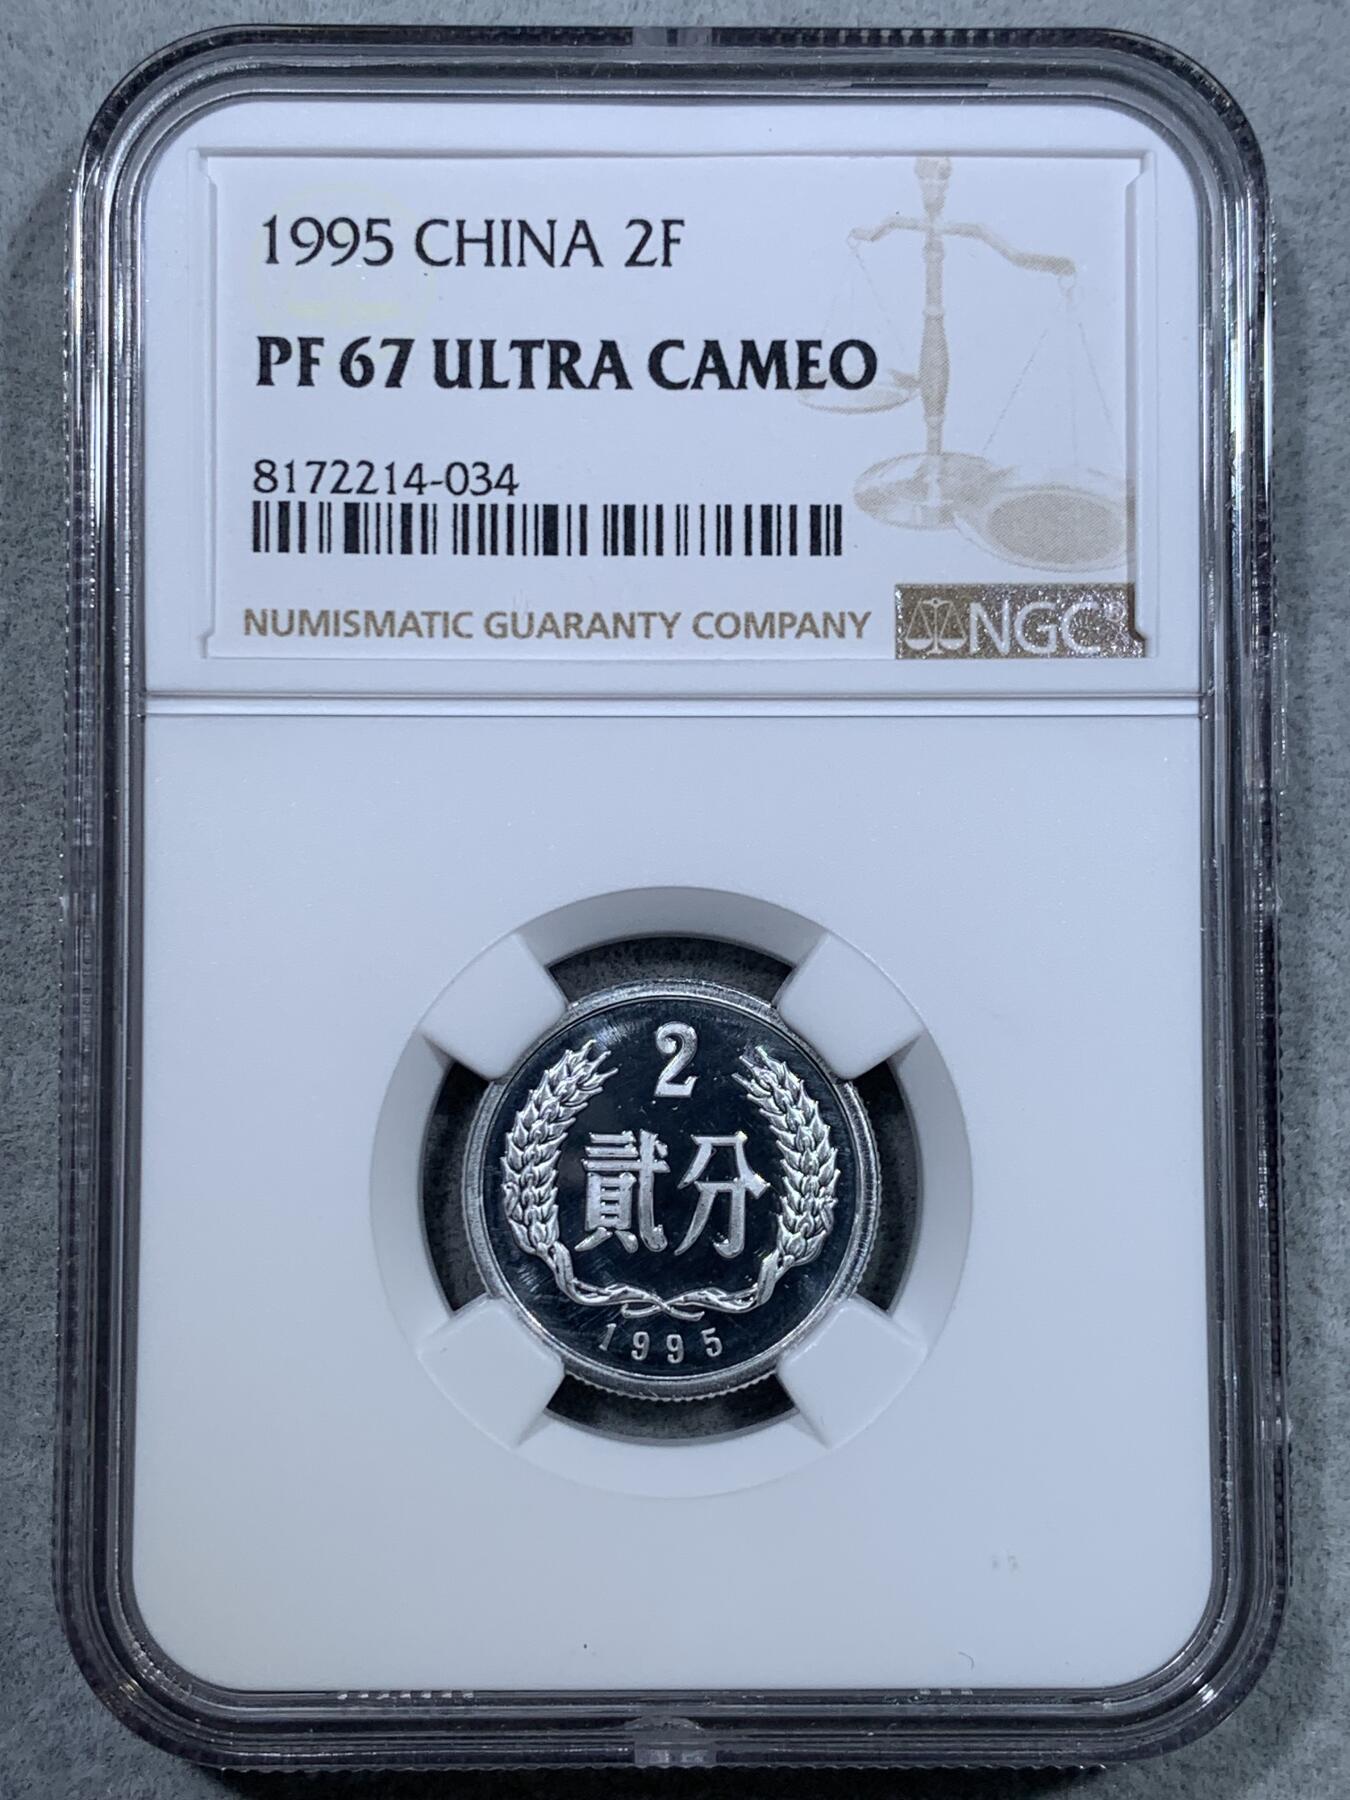 1995 CHINA 2F
PF 67 ULTRA CAMEO
8172214-034
NUMISMATIC GUARANTY COMPANY
NGC®
2
貳分
1995